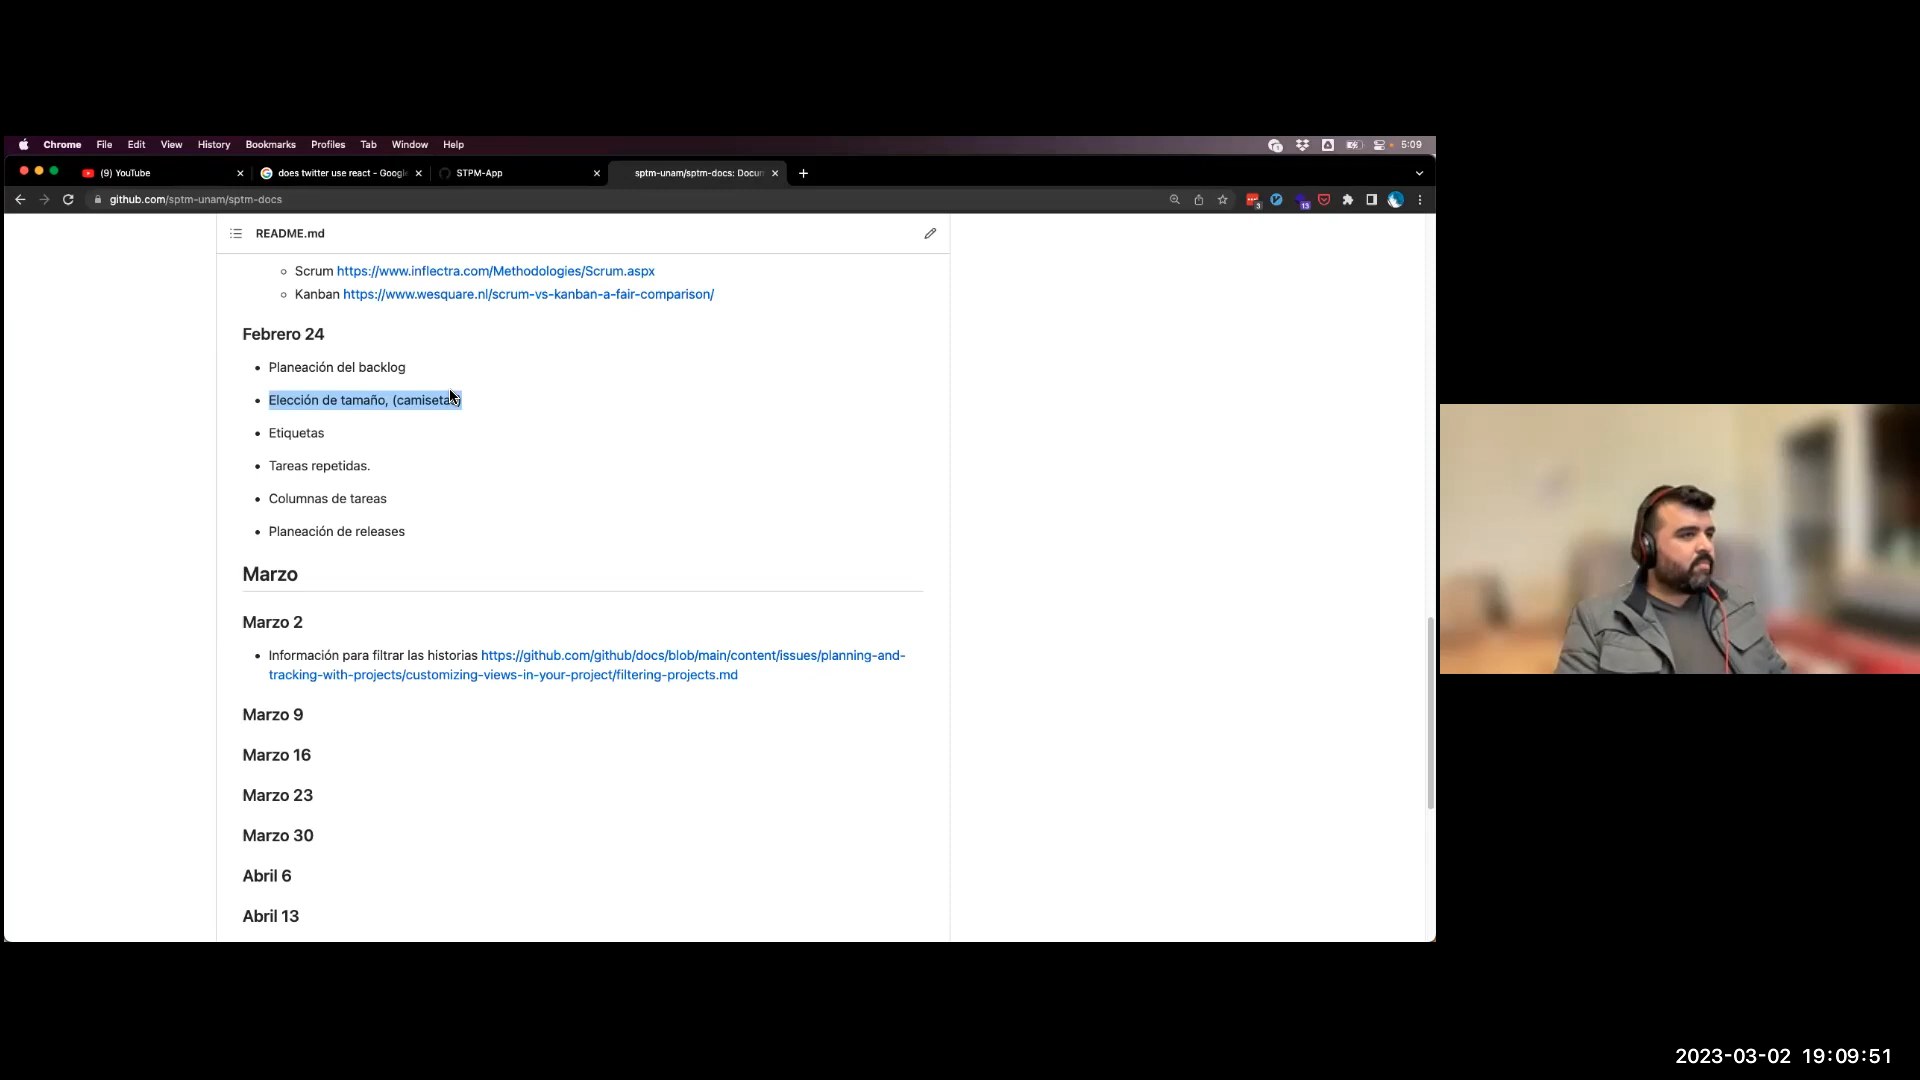 Chrome File Edit View History Bookmarks Profiles Tab Window Help 5:09
(9) YouTube does twitter use react - Google STPM-App sptm-unam/sptm-docs: Docum
github.com/sptm-unam/sptm-docs 3 13
README.md
Scrum https://www.inflectra.com/Methodologies/Scrum.aspx
Kanban https://www.wesquare.nl/scrum-vs-kanban-a-fair-comparison/
Febrero 24
Planeación del backlog
Elección de tamaño, (camisetas)
Etiquetas
Tareas repetidas.
Columnas de tareas
Planeación de releases
Marzo
Marzo 2
Información para filtrar las historias https://github.com/github/docs/blob/main/content/issues/planning-and-
tracking-with-projects/customizing-views-in-your-project/filtering-projects.md
Marzo 9
Marzo 16
Marzo 23
Marzo 30
Abril 6
Abril 13
2023-03-02 19:09:51